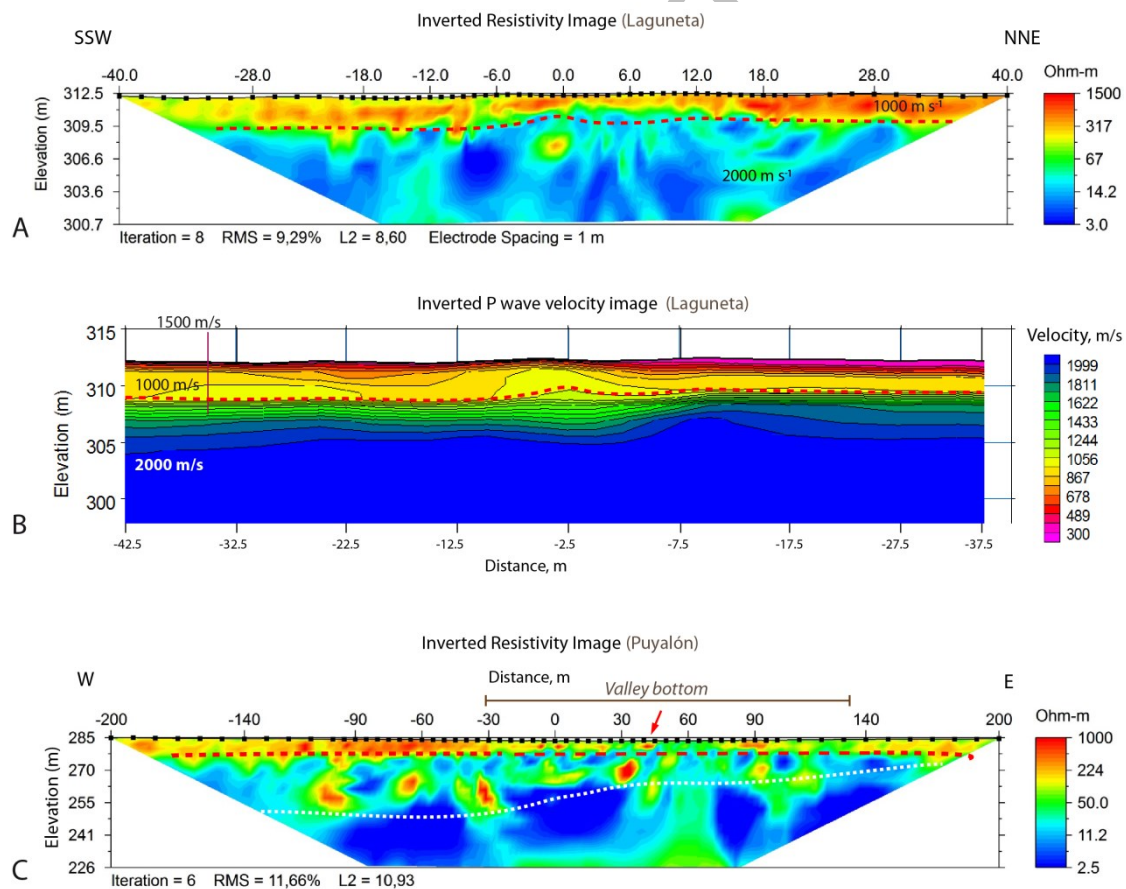 Inverted Resistivity Image (Laguneta)
SSW NNE
-40.0 -28.0 -18.0 -12.0 -6.0 0.0 6.0 12.0 18.0 28.0 40.0
Ohm-m
Elevation (m)
312.5
309.5
306.6
303.6
300.7
1000 m s⁻¹
2000 m s⁻¹
1500
317
67
14.2
3.0
A
Iteration = 8 RMS = 9,29% L2 = 8,60 Electrode Spacing = 1 m
Inverted P wave velocity image (Laguneta)
1500 m/s
Elevation (m)
315
310
305
300
1000 m/s
2000 m/s
Velocity, m/s
1999
1811
1622
1433
1244
1056
867
678
489
300
B
-42.5 -32.5 -22.5 -12.5 -2.5 -7.5 -17.5 -27.5 -37.5
Distance, m
Inverted Resistivity Image (Puyalón)
W Distance, m E
Valley bottom
-200 -140 -90 -60 -30 0 30 60 90 140 200
Ohm-m
Elevation (m)
285
270
255
241
226
1000
224
50.0
11.2
2.5
C
Iteration = 6 RMS = 11,66% L2 = 10,93